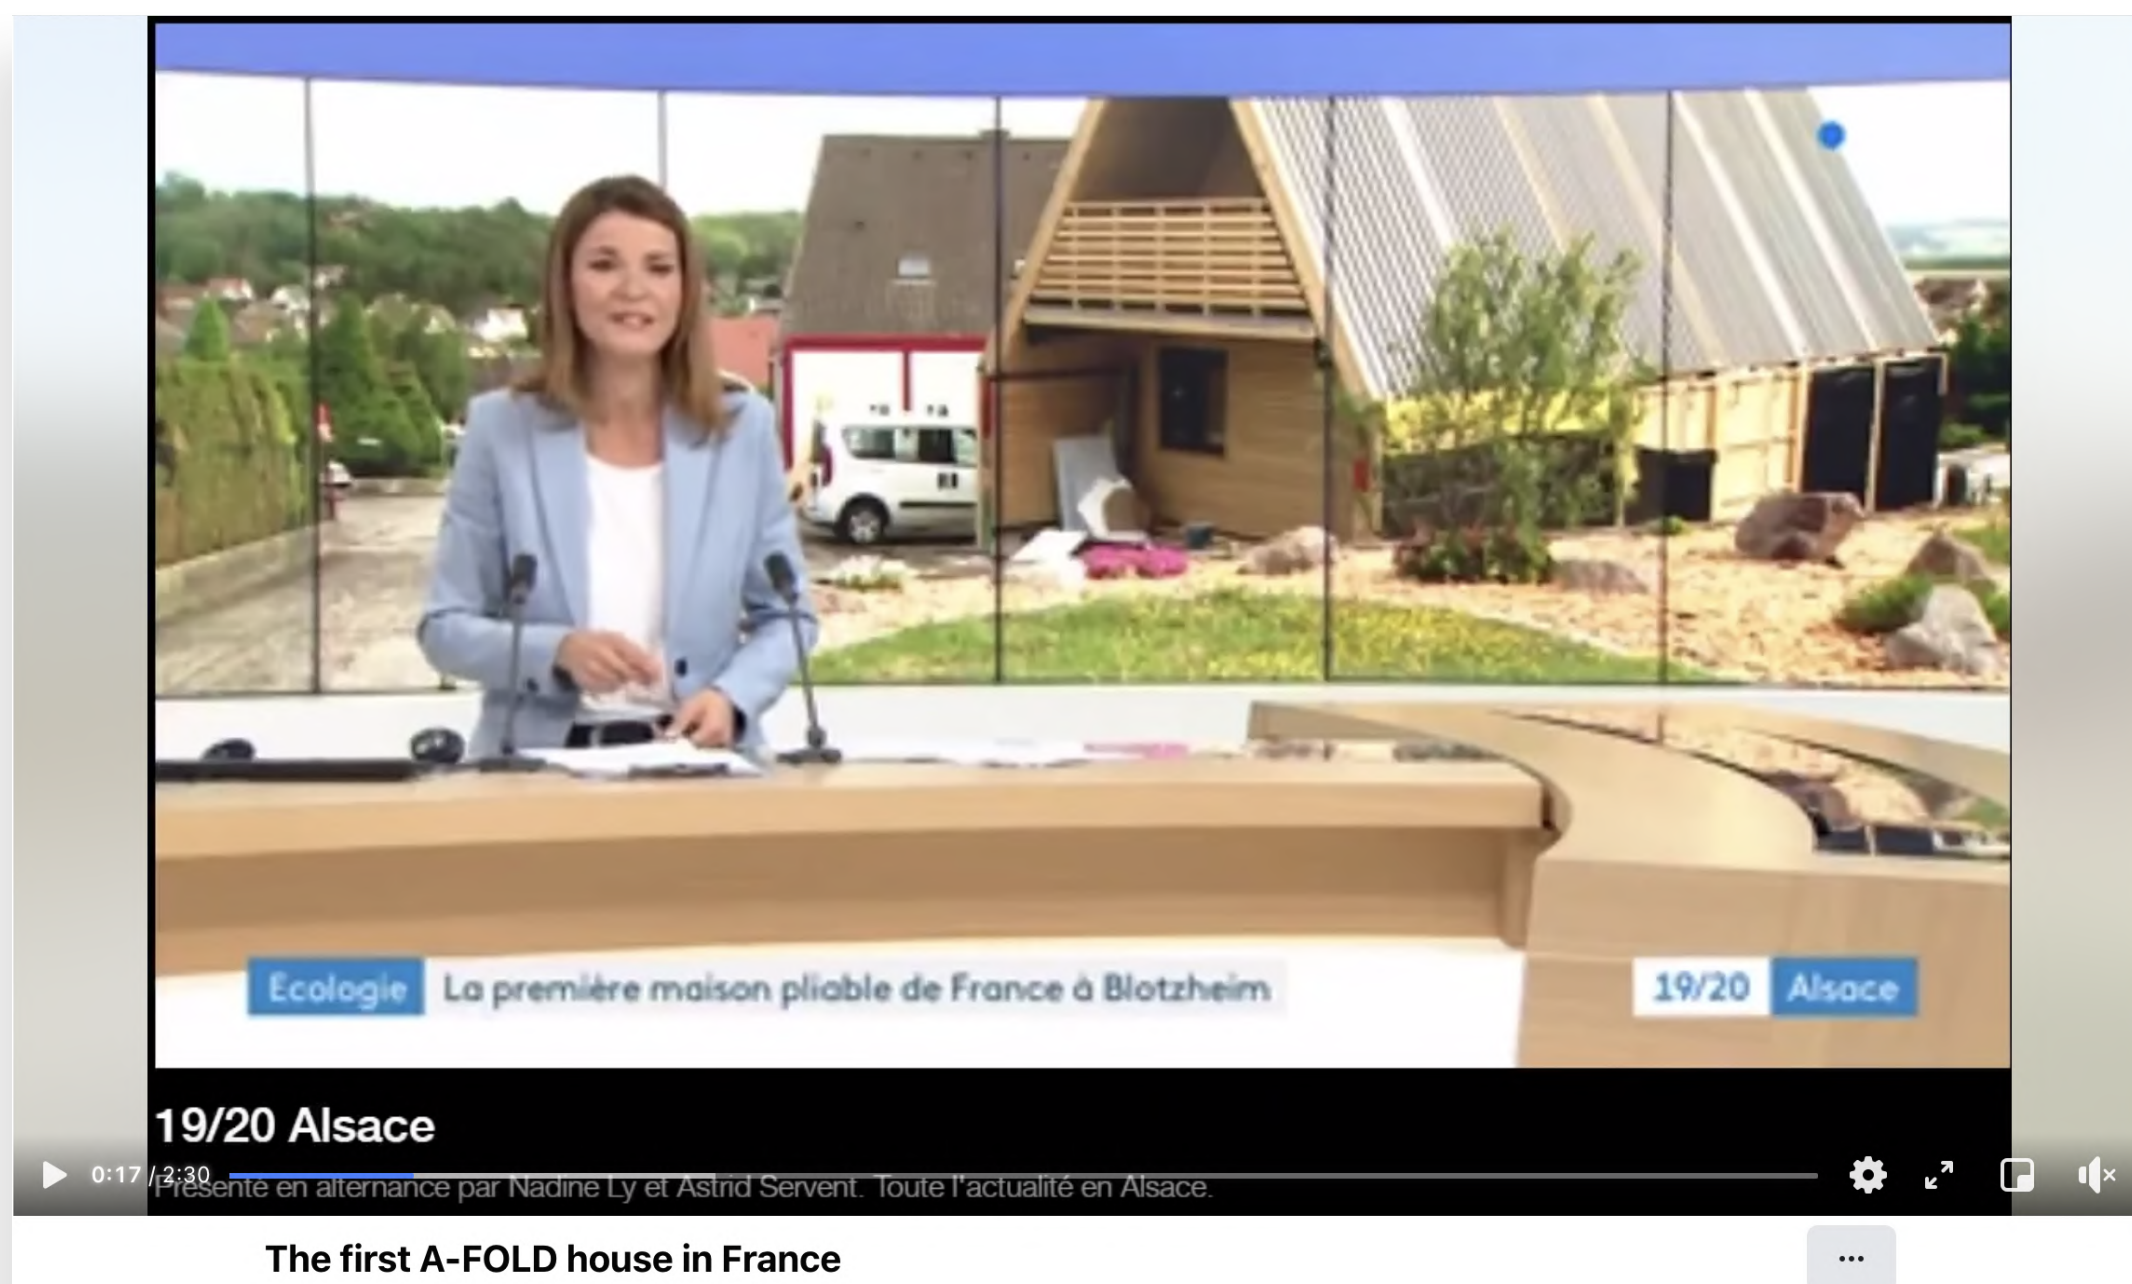 Écologie La première maison pliable de France à Blotzheim
19/20 Alsace
19/20 Alsace
0:17 / 2:30
Présenté en alternance par Nadine Ly et Astrid Servent. Toute l'actualité en Alsace.
The first A-FOLD house in France